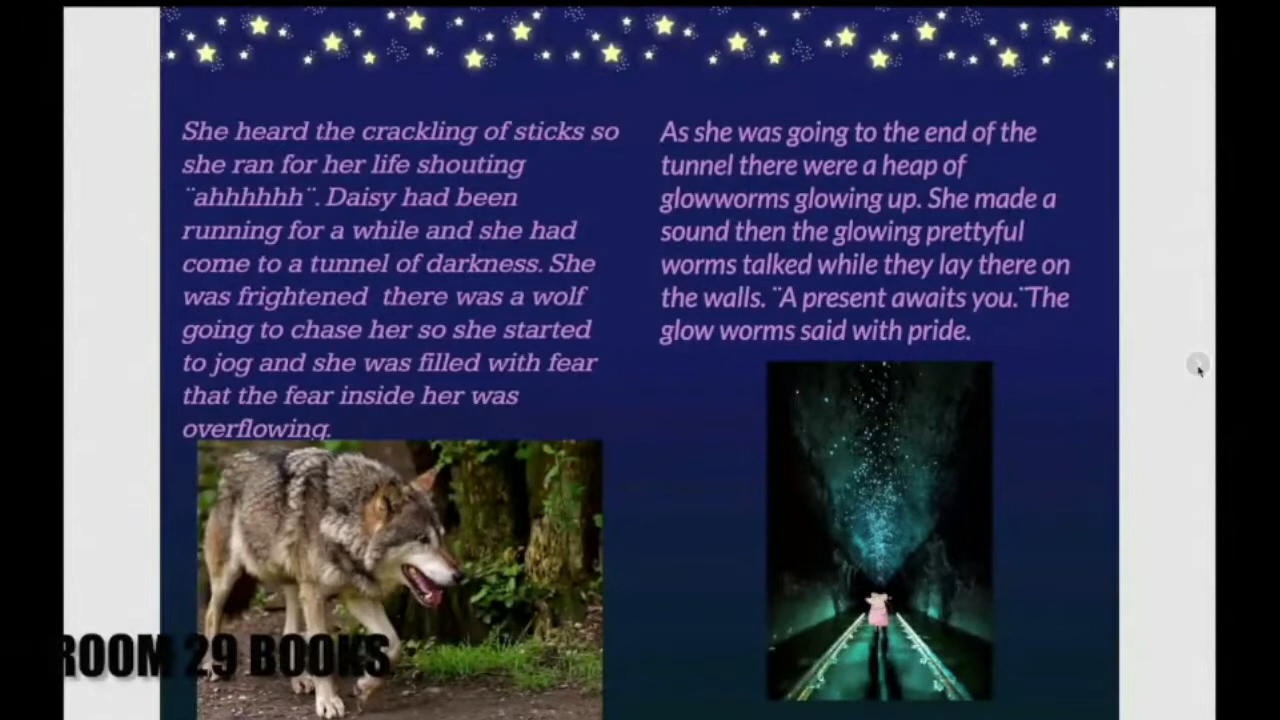 She heard the crackling of sticks so
she ran for her life shouting
¨ahhhhhh¨. Daisy had been
running for a while and she had
come to a tunnel of darkness. She
was frightened  there was a wolf
going to chase her so she started
to jog and she was filled with fear
that the fear inside her was
overflowing.
As she was going to the end of the
tunnel there were a heap of
glowworms glowing up. She made a
sound then the glowing prettyful
worms talked while they lay there on
the walls. ¨A present awaits you.¨The
glow worms said with pride.
ROOM 29 BOOKS